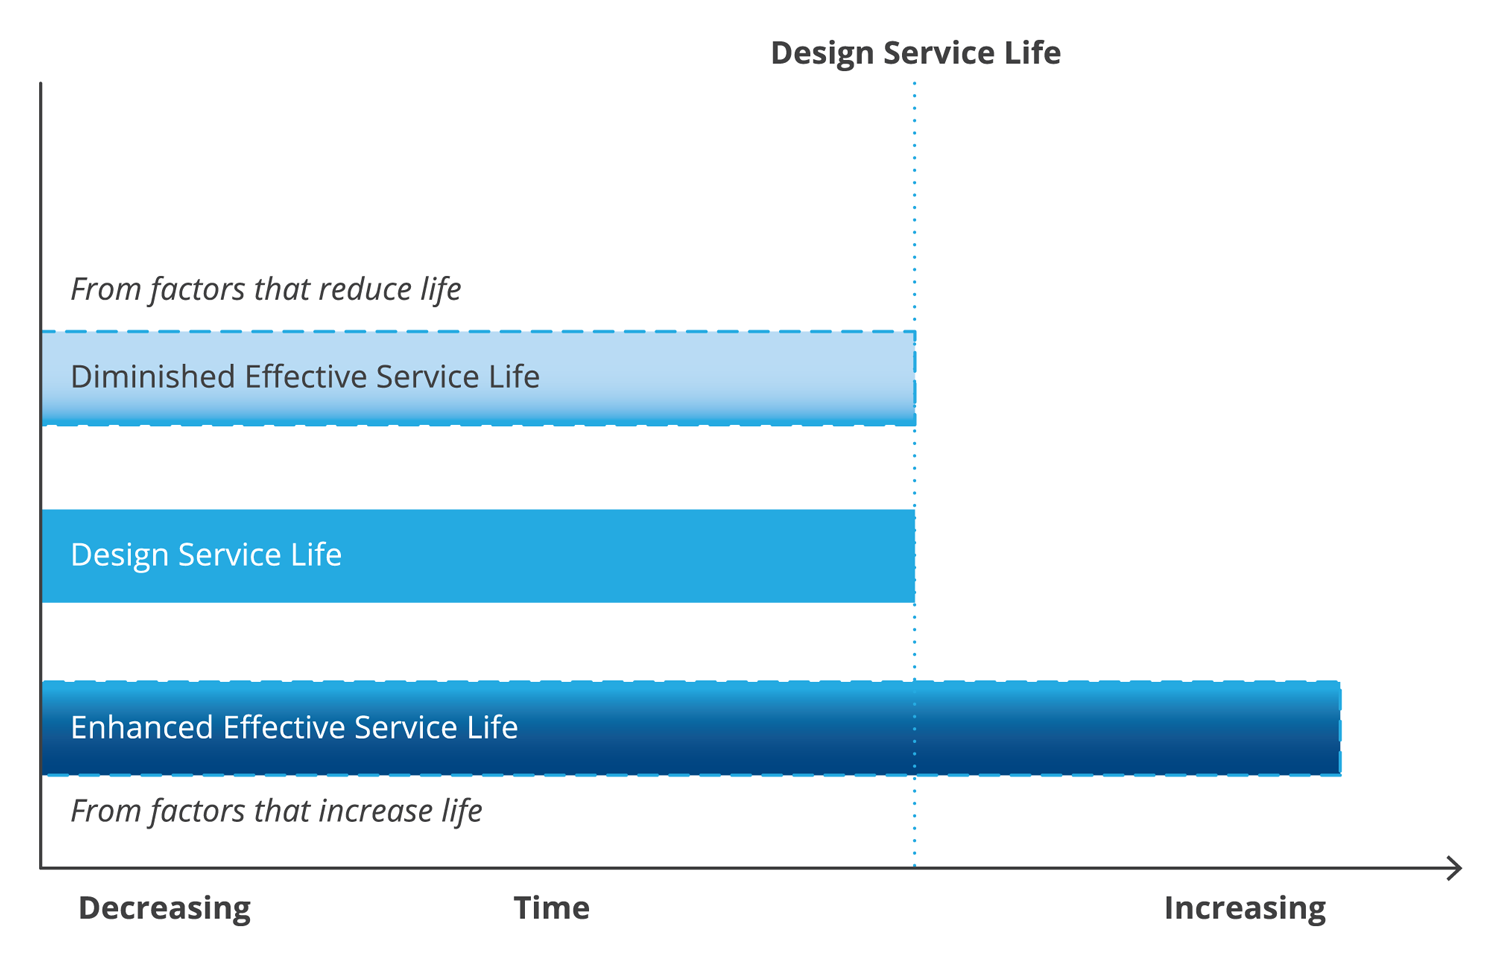 Design Service Life
From factors that reduce life
Diminished Effective Service Life
Design Service Life
Enhanced Effective Service Life
From factors that increase life
Decreasing Time Increasing